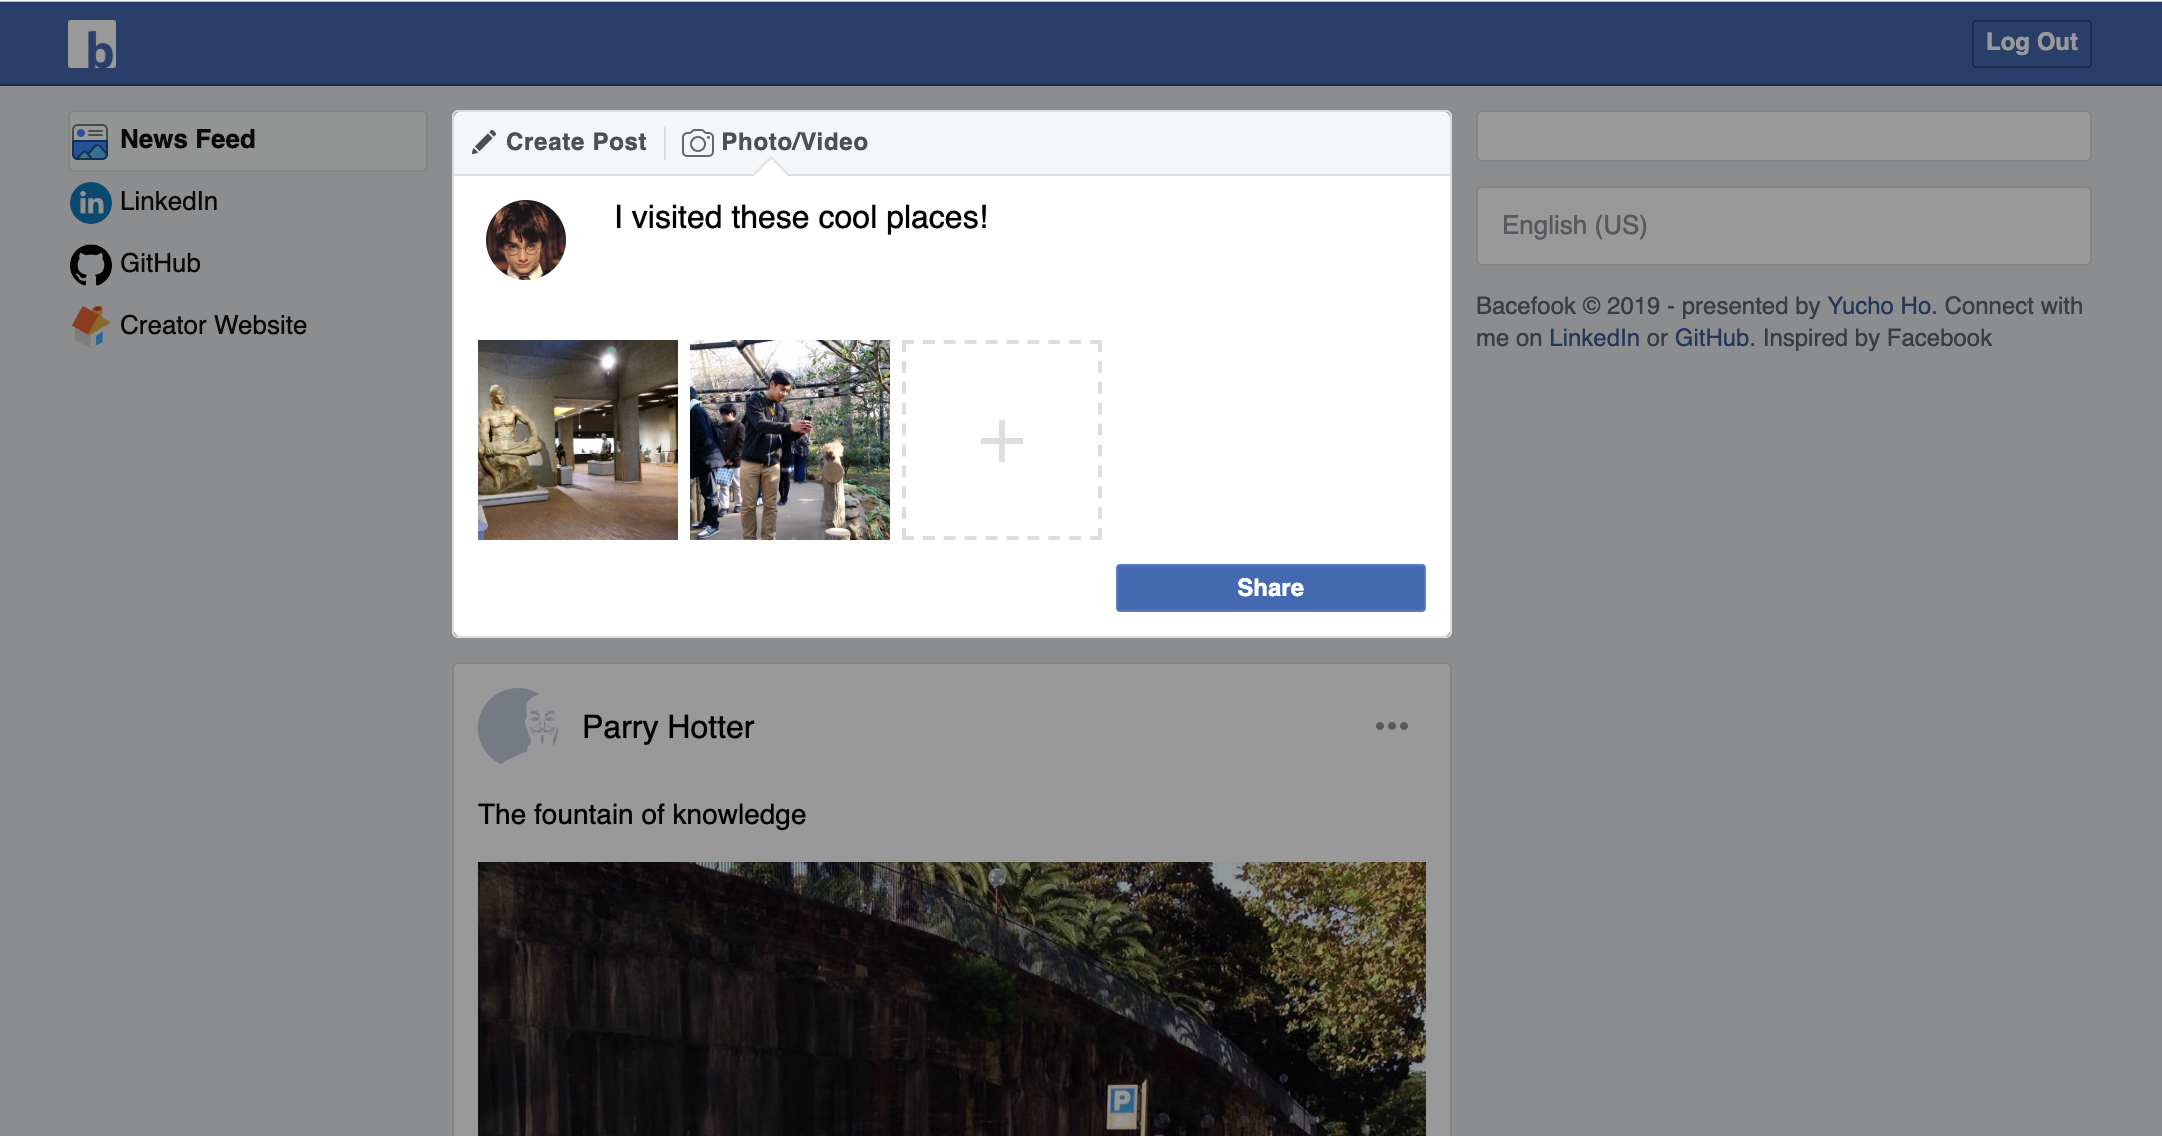 b
Log Out
News Feed
LinkedIn
GitHub
Creator Website
Create Post
Photo/Video
I visited these cool places!
Share
Parry Hotter
The fountain of knowledge
P
English (US)
Bacefook © 2019 - presented by Yucho Ho. Connect with
me on LinkedIn or GitHub. Inspired by Facebook
in